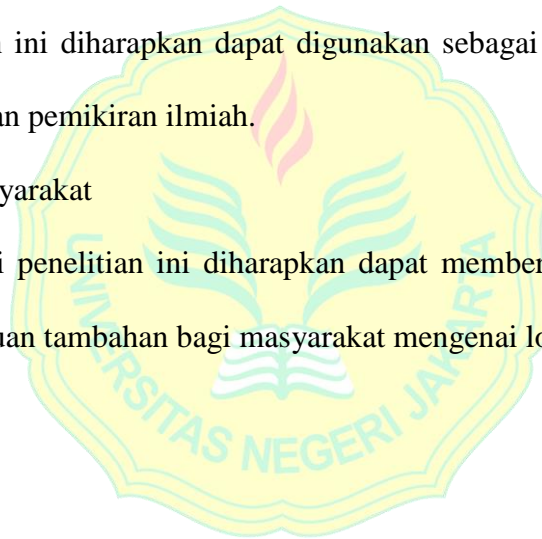 n ini diharapkan dapat digunakan sebagai
an pemikiran ilmiah.
yarakat
i penelitian ini diharapkan dapat member
uan tambahan bagi masyarakat mengenai lo
UNIVERSITAS NEGERI JAKARTA